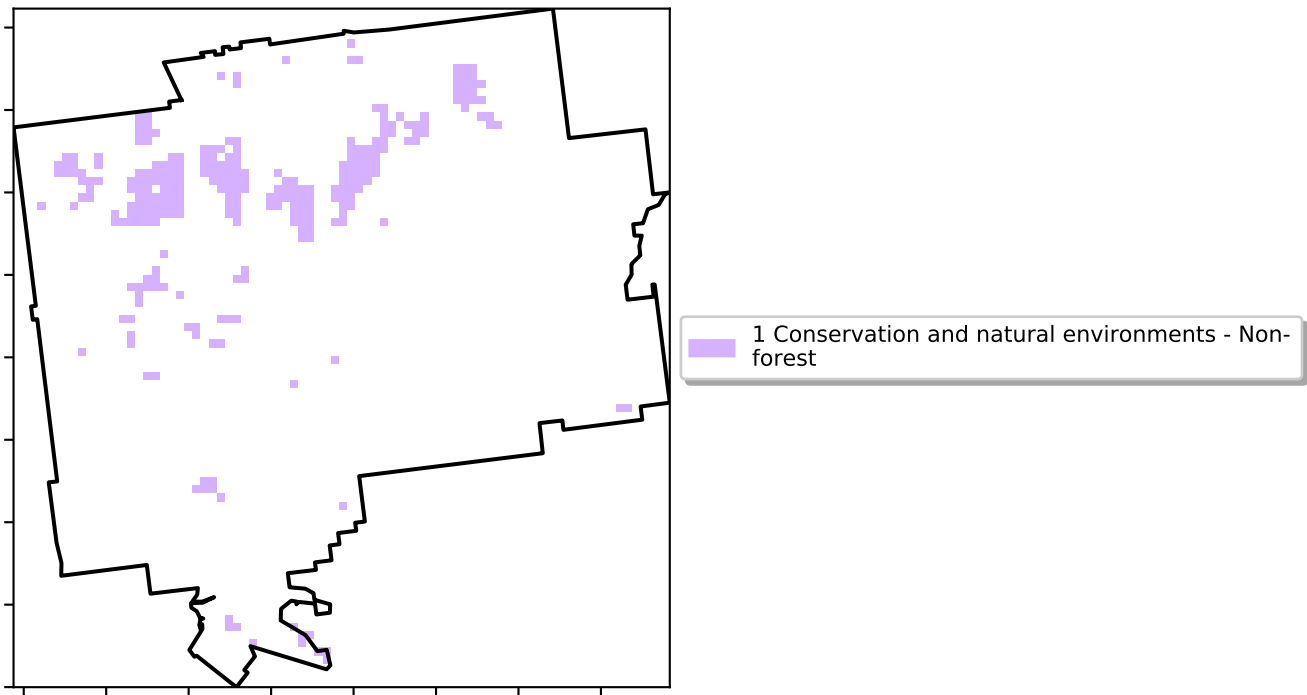 1 Conservation and natural environments - Non-
forest